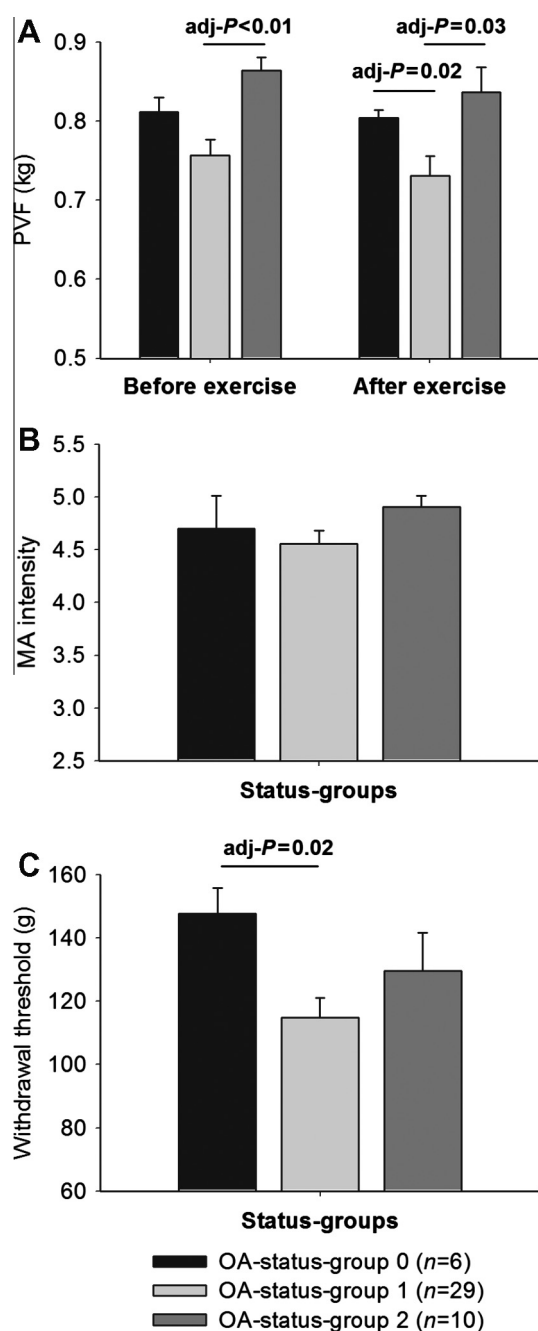 A
adj-P<0.01
adj-P=0.03
adj-P=0.02
0.9
0.8
0.7
0.6
0.5
PVF (kg)
Before exercise
After exercise
B
5.5
5.0
4.5
4.0
3.5
3.0
2.5
MA intensity
Status-groups
C
adj-P=0.02
160
140
120
100
80
60
Withdrawal threshold (g)
Status-groups
OA-status-group 0 (n=6)
OA-status-group 1 (n=29)
OA-status-group 2 (n=10)